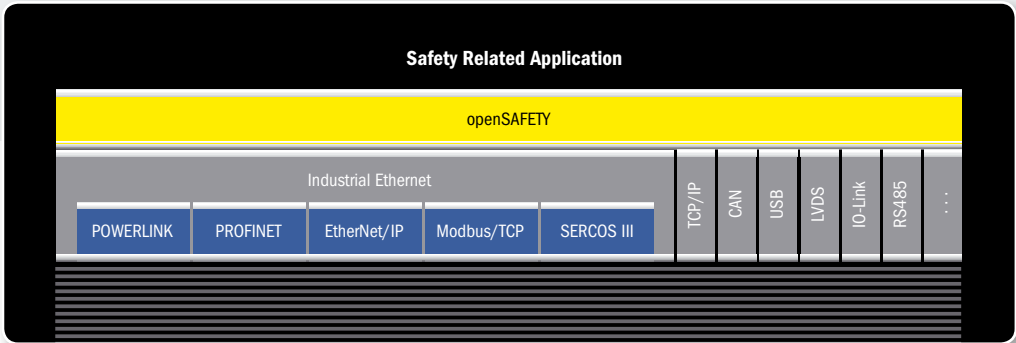 Safety Related Application
openSAFETY
Industrial Ethernet
POWERLINK
PROFINET
EtherNet/IP
Modbus/TCP
SERCOS III
TCP/IP
CAN
USB
LVDS
IO-Link
RS485
...